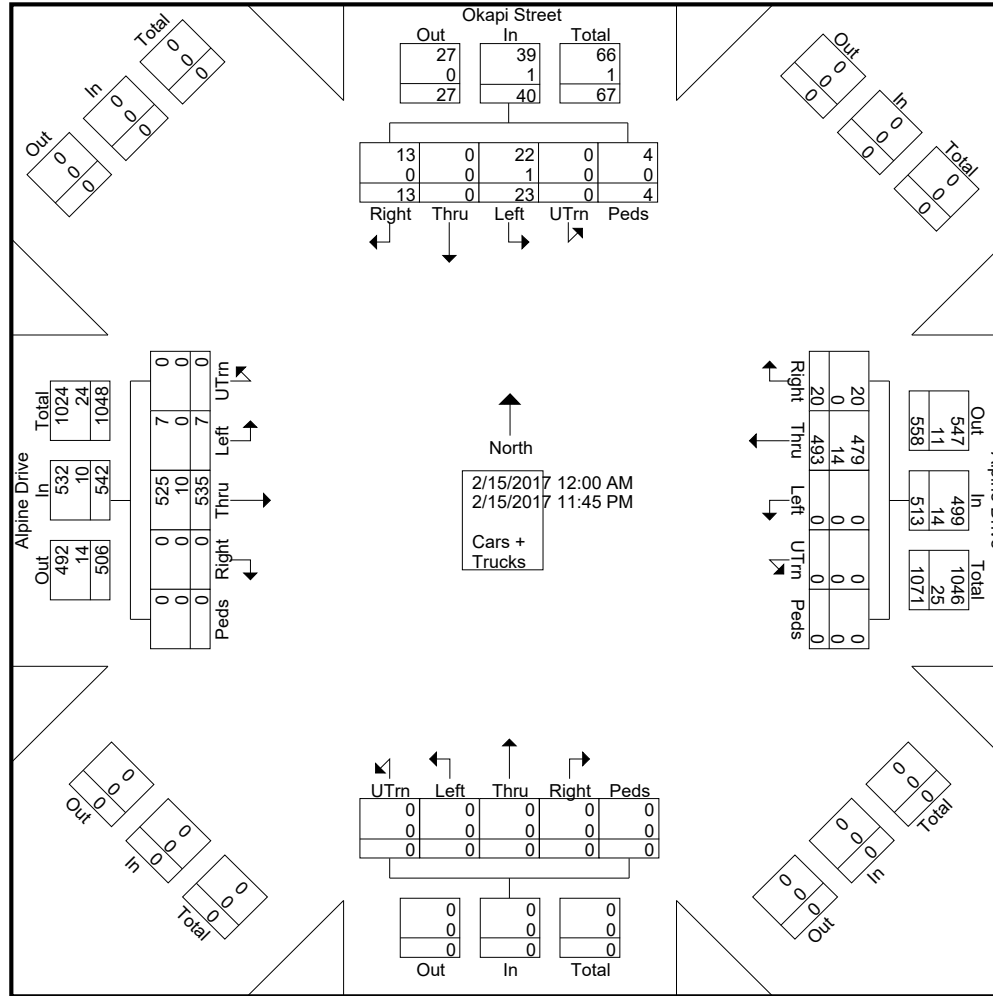 Okapi Street
Out In Total
27 39 66
0 1 1
27 40 67
13 0 22 0 4
0 0 1 0 0
13 0 23 0 4
Right Thru Left UTrn Peds
Total
0
0
0
In
0
0
0
Out
0
0
0
Out
0
0
0
In
0
0
0
Total
0
0
0
Alpine Drive
Total In Out
1024 532 492
24 10 14
1048 542 506
0 7 525 0 0
0 0 10 0 0
0 7 535 0 0
UTrn Left Thru Right Peds
North
2/15/2017 12:00 AM
2/15/2017 11:45 PM
Cars +
Trucks
Right Thru Left UTrn Peds
20 479 0 0 0
0 14 0 0 0
20 493 0 0 0
Out In Total
547 499 1046
11 14 25
558 513 1071
UTrn Left Thru Right Peds
0 0 0 0 0
0 0 0 0 0
0 0 0 0 0
0 0 0
0 0 0
0 0 0
Out In Total
0
0
0
Out
0
0
0
In
0
0
0
Total
0
0
0
Total
0
0
0
In
0
0
0
Out